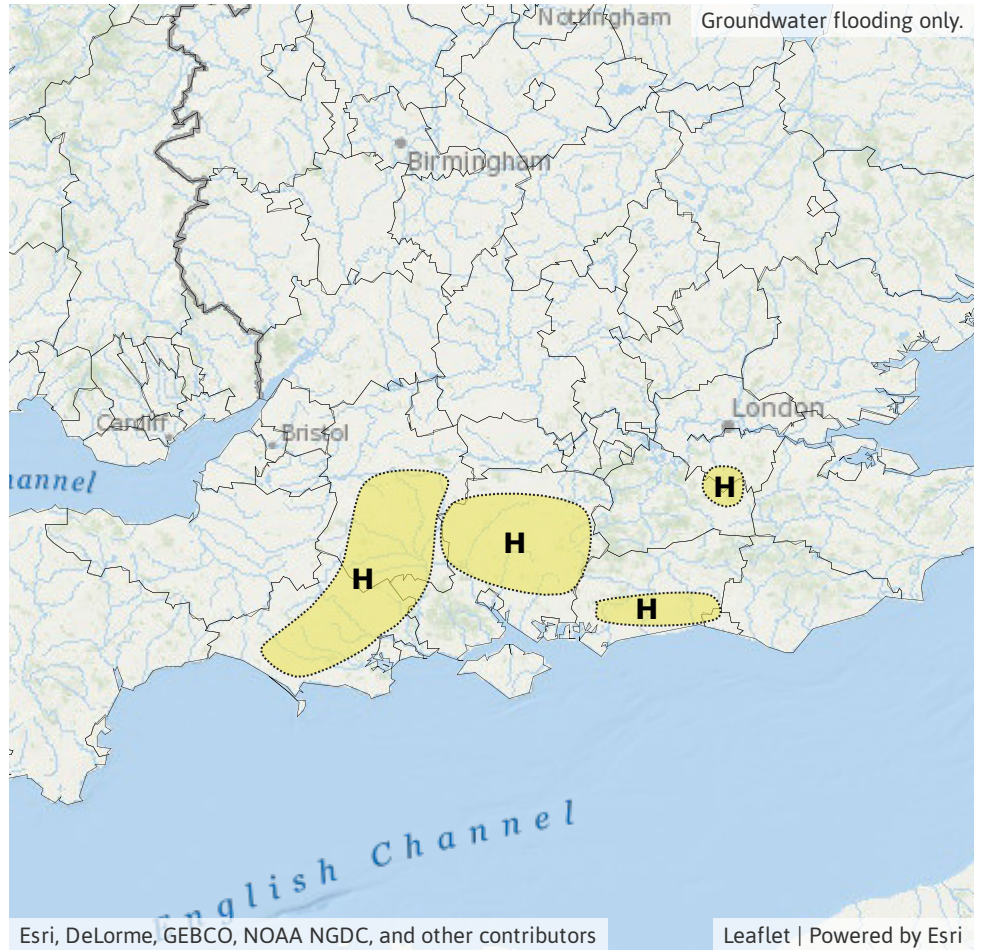 Nottingham
Groundwater flooding only.
Birmingham
London
Cardiff
Bristol
hannel
H
H
H
H
English Channel
Esri, DeLorme, GEBCO, NOAA NGDC, and other contributors
Leaflet | Powered by Esri